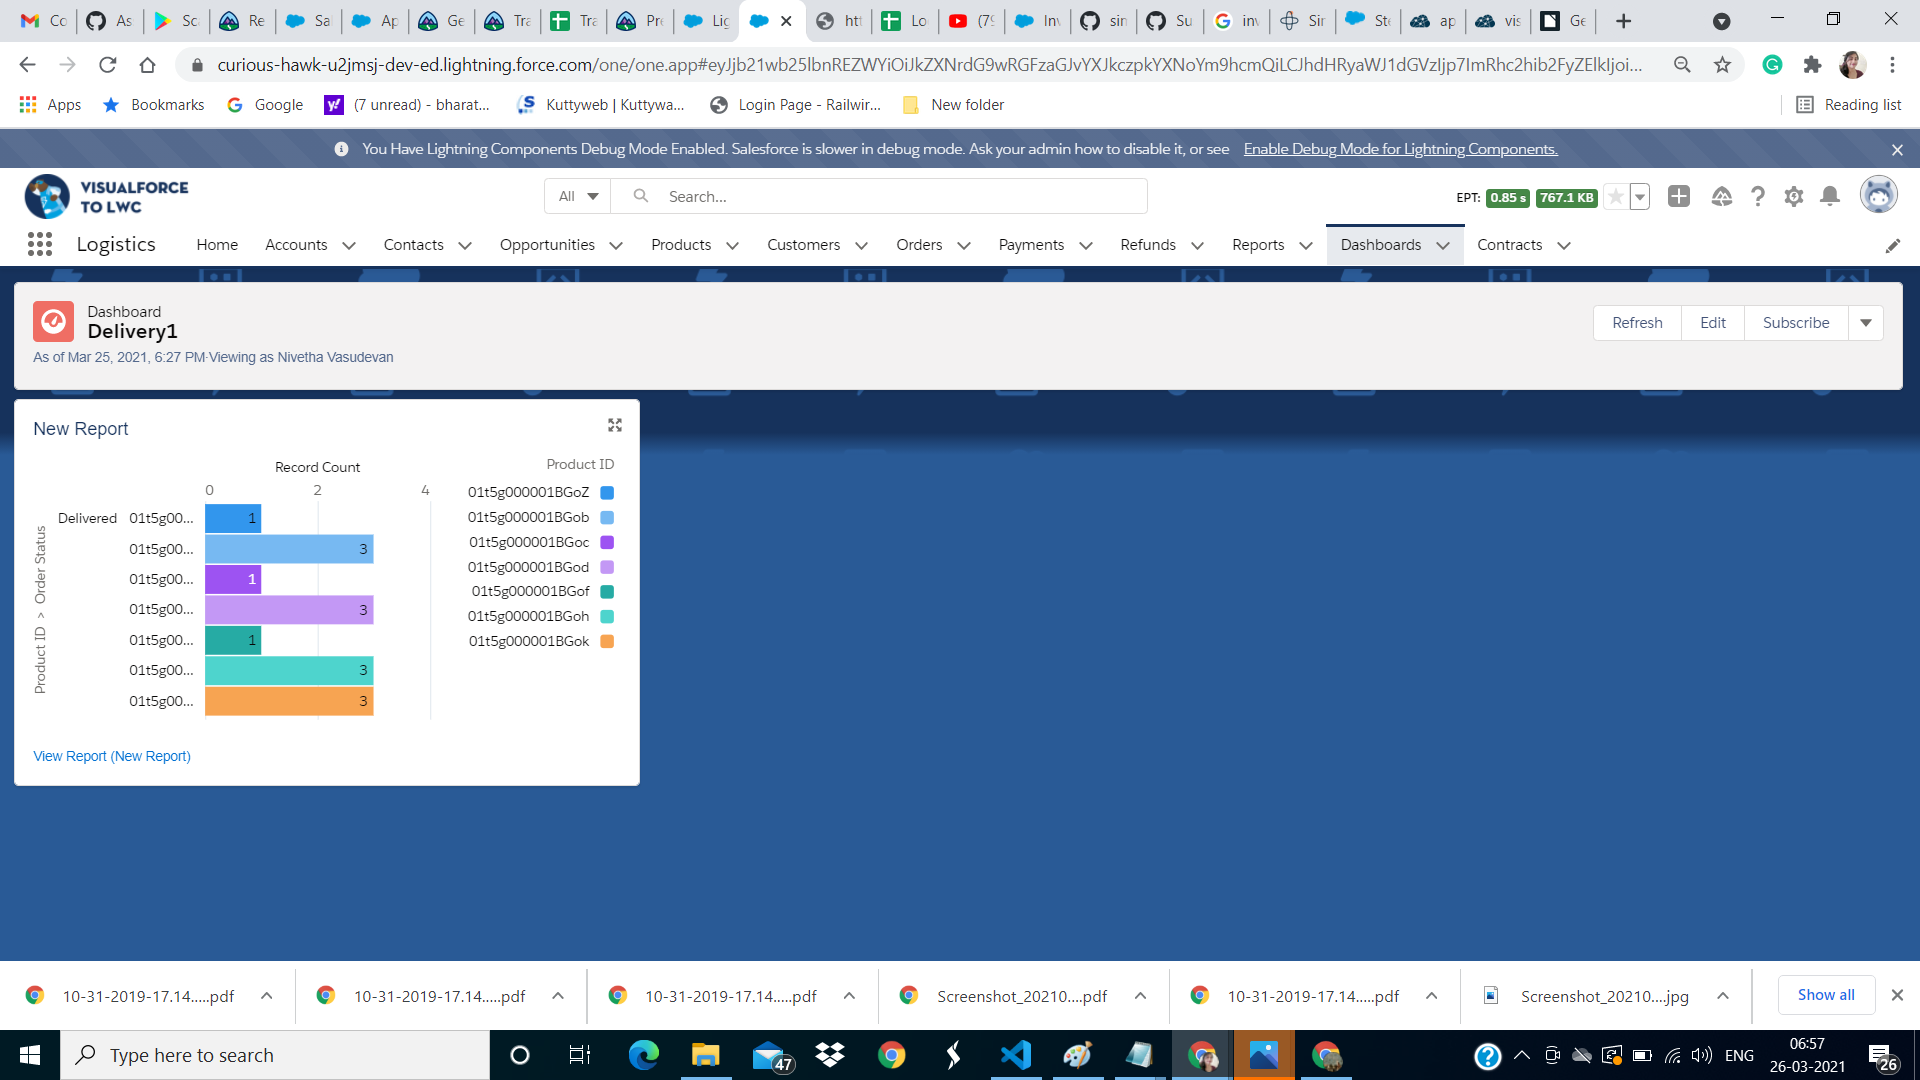 Co
As
Sca
Re
Sa
Ap
Ge
Tra
Tra
Pre
Lig
htt
Lo
(79
Inv
sin
Su
inv
Sir
Ste
ap
vis
Ge
curious-hawk-u2jmsj-dev-ed.lightning.force.com/one/one.app#eyJjb21wb25lbnREZWYiOiJkZXNrdG9wRGFzaGJvYXJkczpkYXNoYm9hcmQiLCJhdHRyaWJ1dGVzIjp7ImRhc2hib2FyZElkIjoi...
Apps
Bookmarks
Google
(7 unread) - bharat...
Kuttyweb | Kuttywa...
Login Page - Railwir...
New folder
Reading list
You Have Lightning Components Debug Mode Enabled. Salesforce is slower in debug mode. Ask your admin how to disable it, or see Enable Debug Mode for Lightning Components.
VISUALFORCE
TO LWC
All
Search...
EPT: 0.85 s 767.1 KB
Logistics
Home
Accounts
Contacts
Opportunities
Products
Customers
Orders
Payments
Refunds
Reports
Dashboards
Contracts
Dashboard
Delivery1
As of Mar 25, 2021, 6:27 PM·Viewing as Nivetha Vasudevan
Refresh
Edit
Subscribe
New Report
Record Count
0 2 4
Product ID > Order Status
Delivered 01t5g00... 1
01t5g00... 3
01t5g00... 1
01t5g00... 3
01t5g00... 1
01t5g00... 3
01t5g00... 3
Product ID
01t5g000001BGoZ
01t5g000001BGob
01t5g000001BGoc
01t5g000001BGod
01t5g000001BGof
01t5g000001BGoh
01t5g000001BGok
View Report (New Report)
10-31-2019-17.14.....pdf
10-31-2019-17.14.....pdf
10-31-2019-17.14.....pdf
Screenshot_20210....pdf
10-31-2019-17.14.....pdf
Screenshot_20210....jpg
Show all
Type here to search
47
ENG
06:57
26-03-2021
26